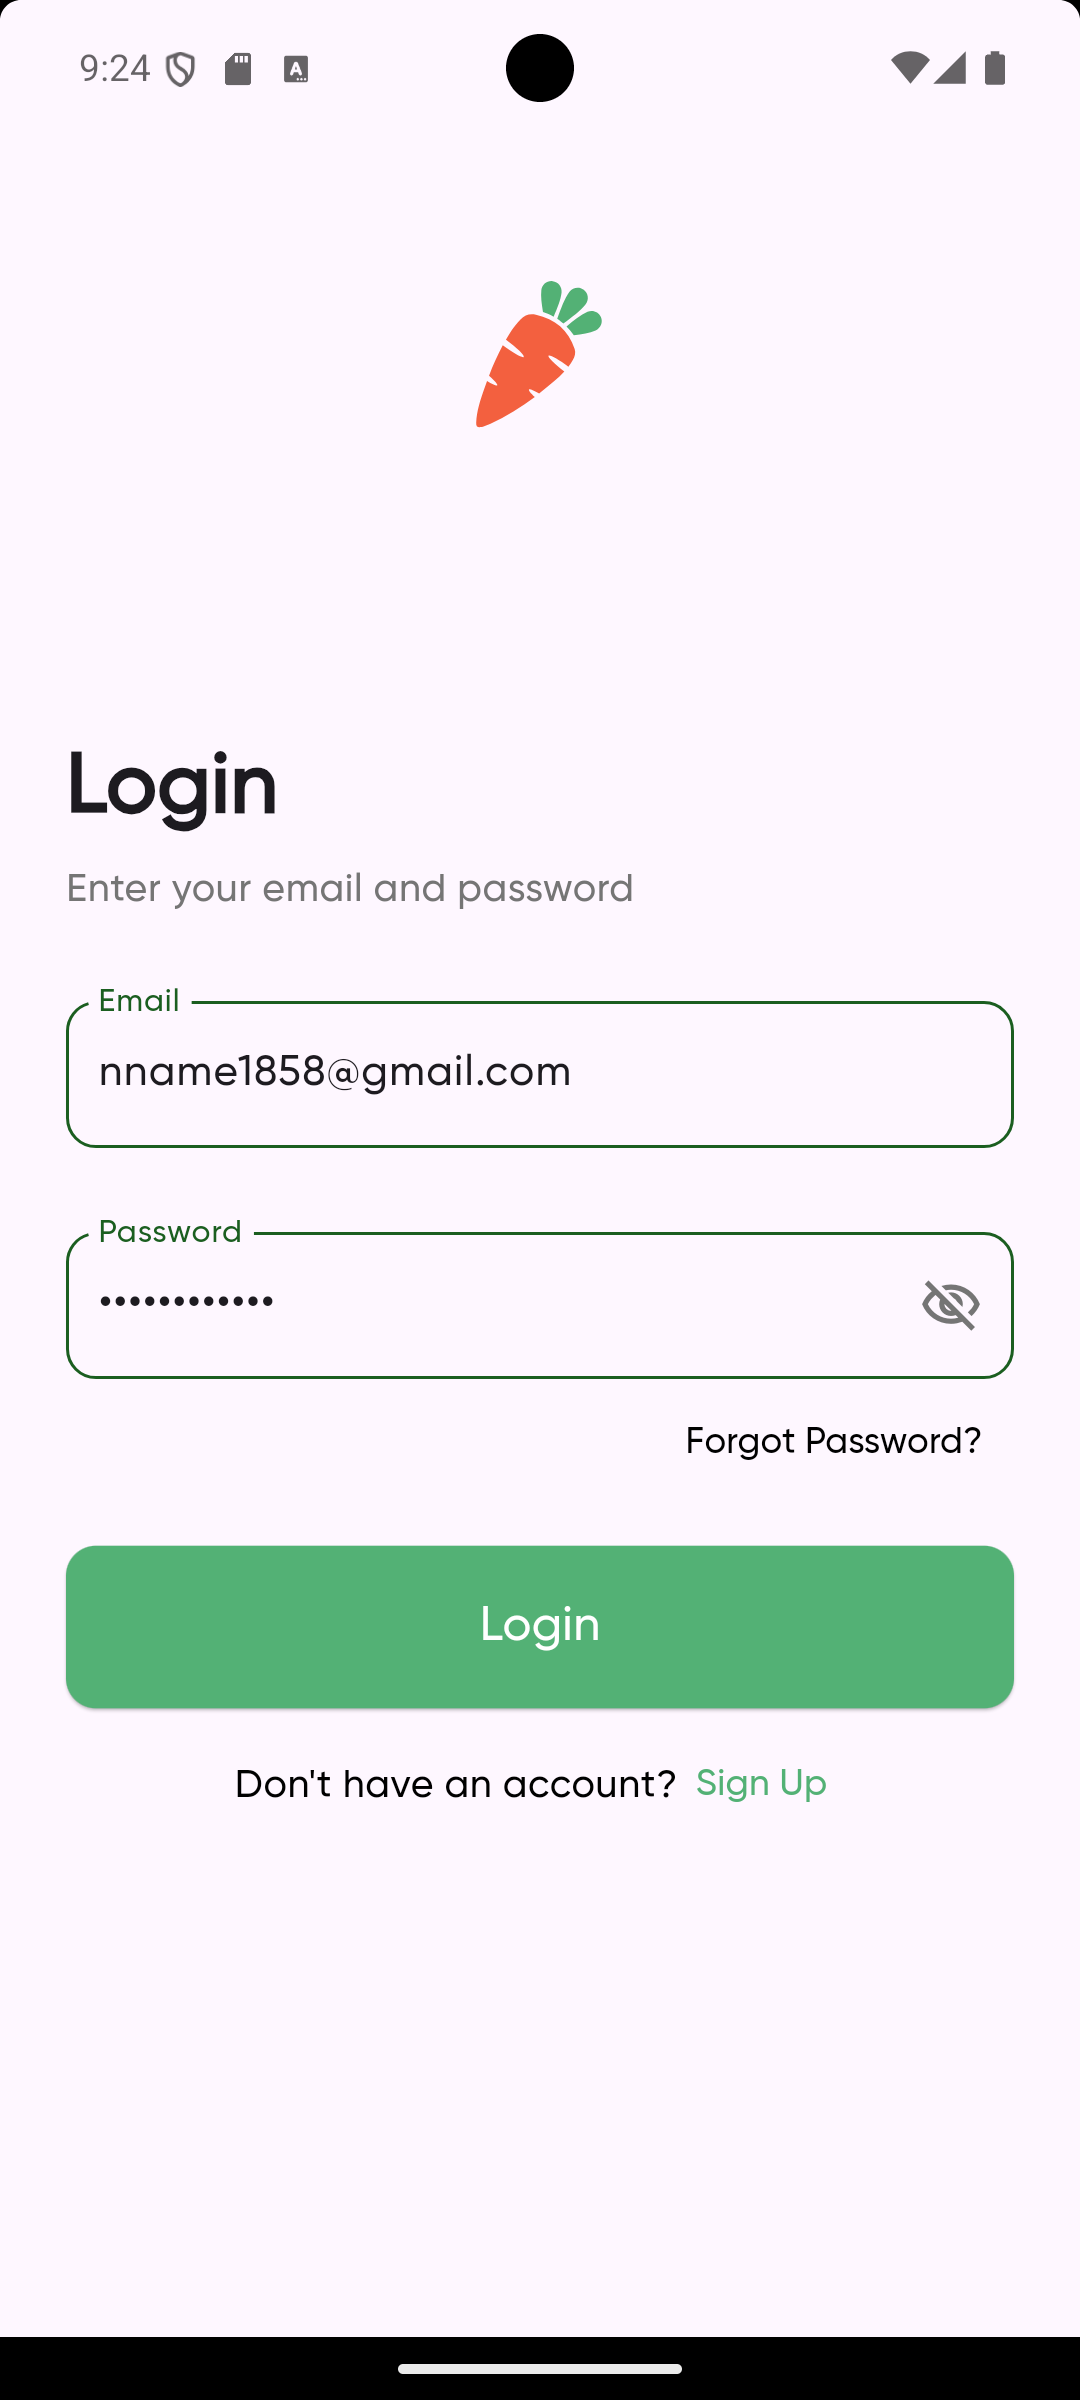 9:24
Login
Enter your email and password
Email
nname1858@gmail.com
Password
••••••••••••
Forgot Password?
Login
Don't have an account? Sign Up